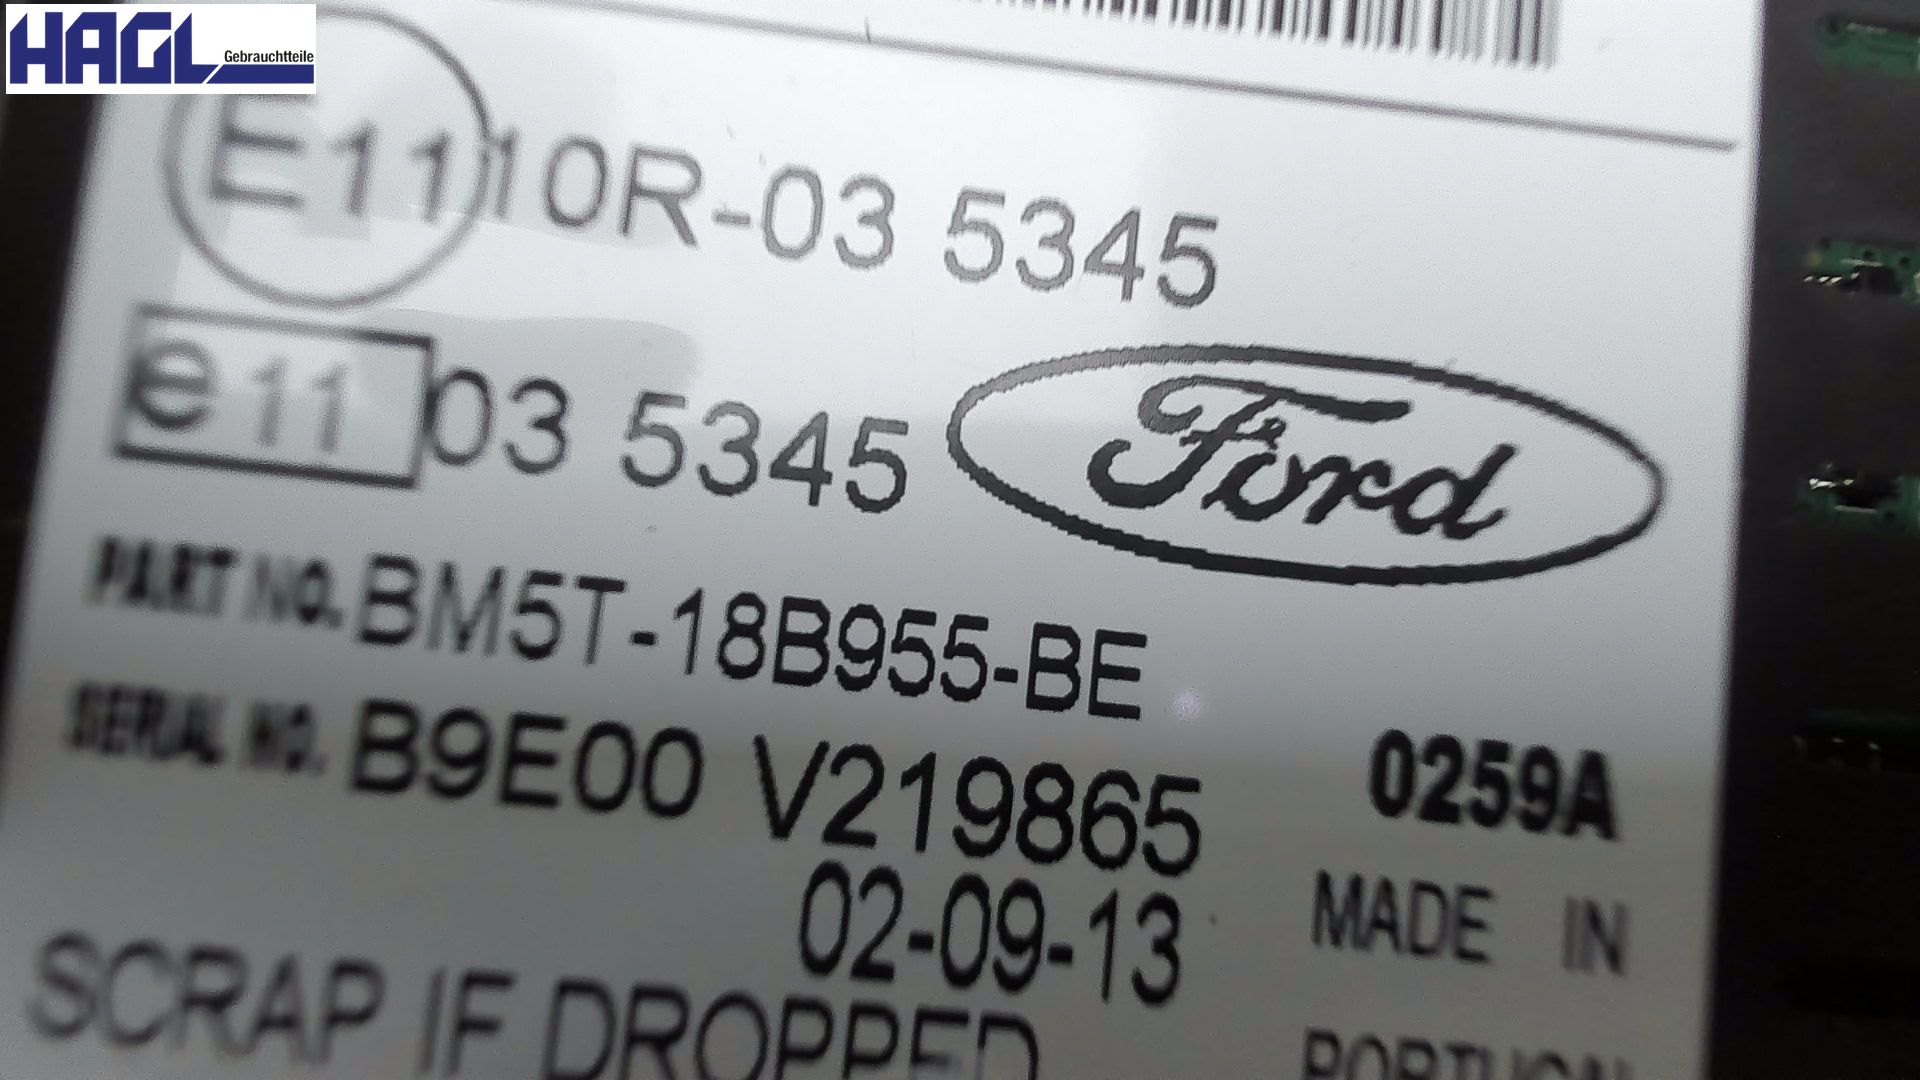 HAGL
Gebrauchtteile
E11 10R-03 5345
e11 03 5345
Ford
PART NO. BM5T-18B955-BE
SERIAL NO. B9E00 V219865 0259A
02-09-13 MADE IN
SCRAP IF DROPPED PORTUGAL